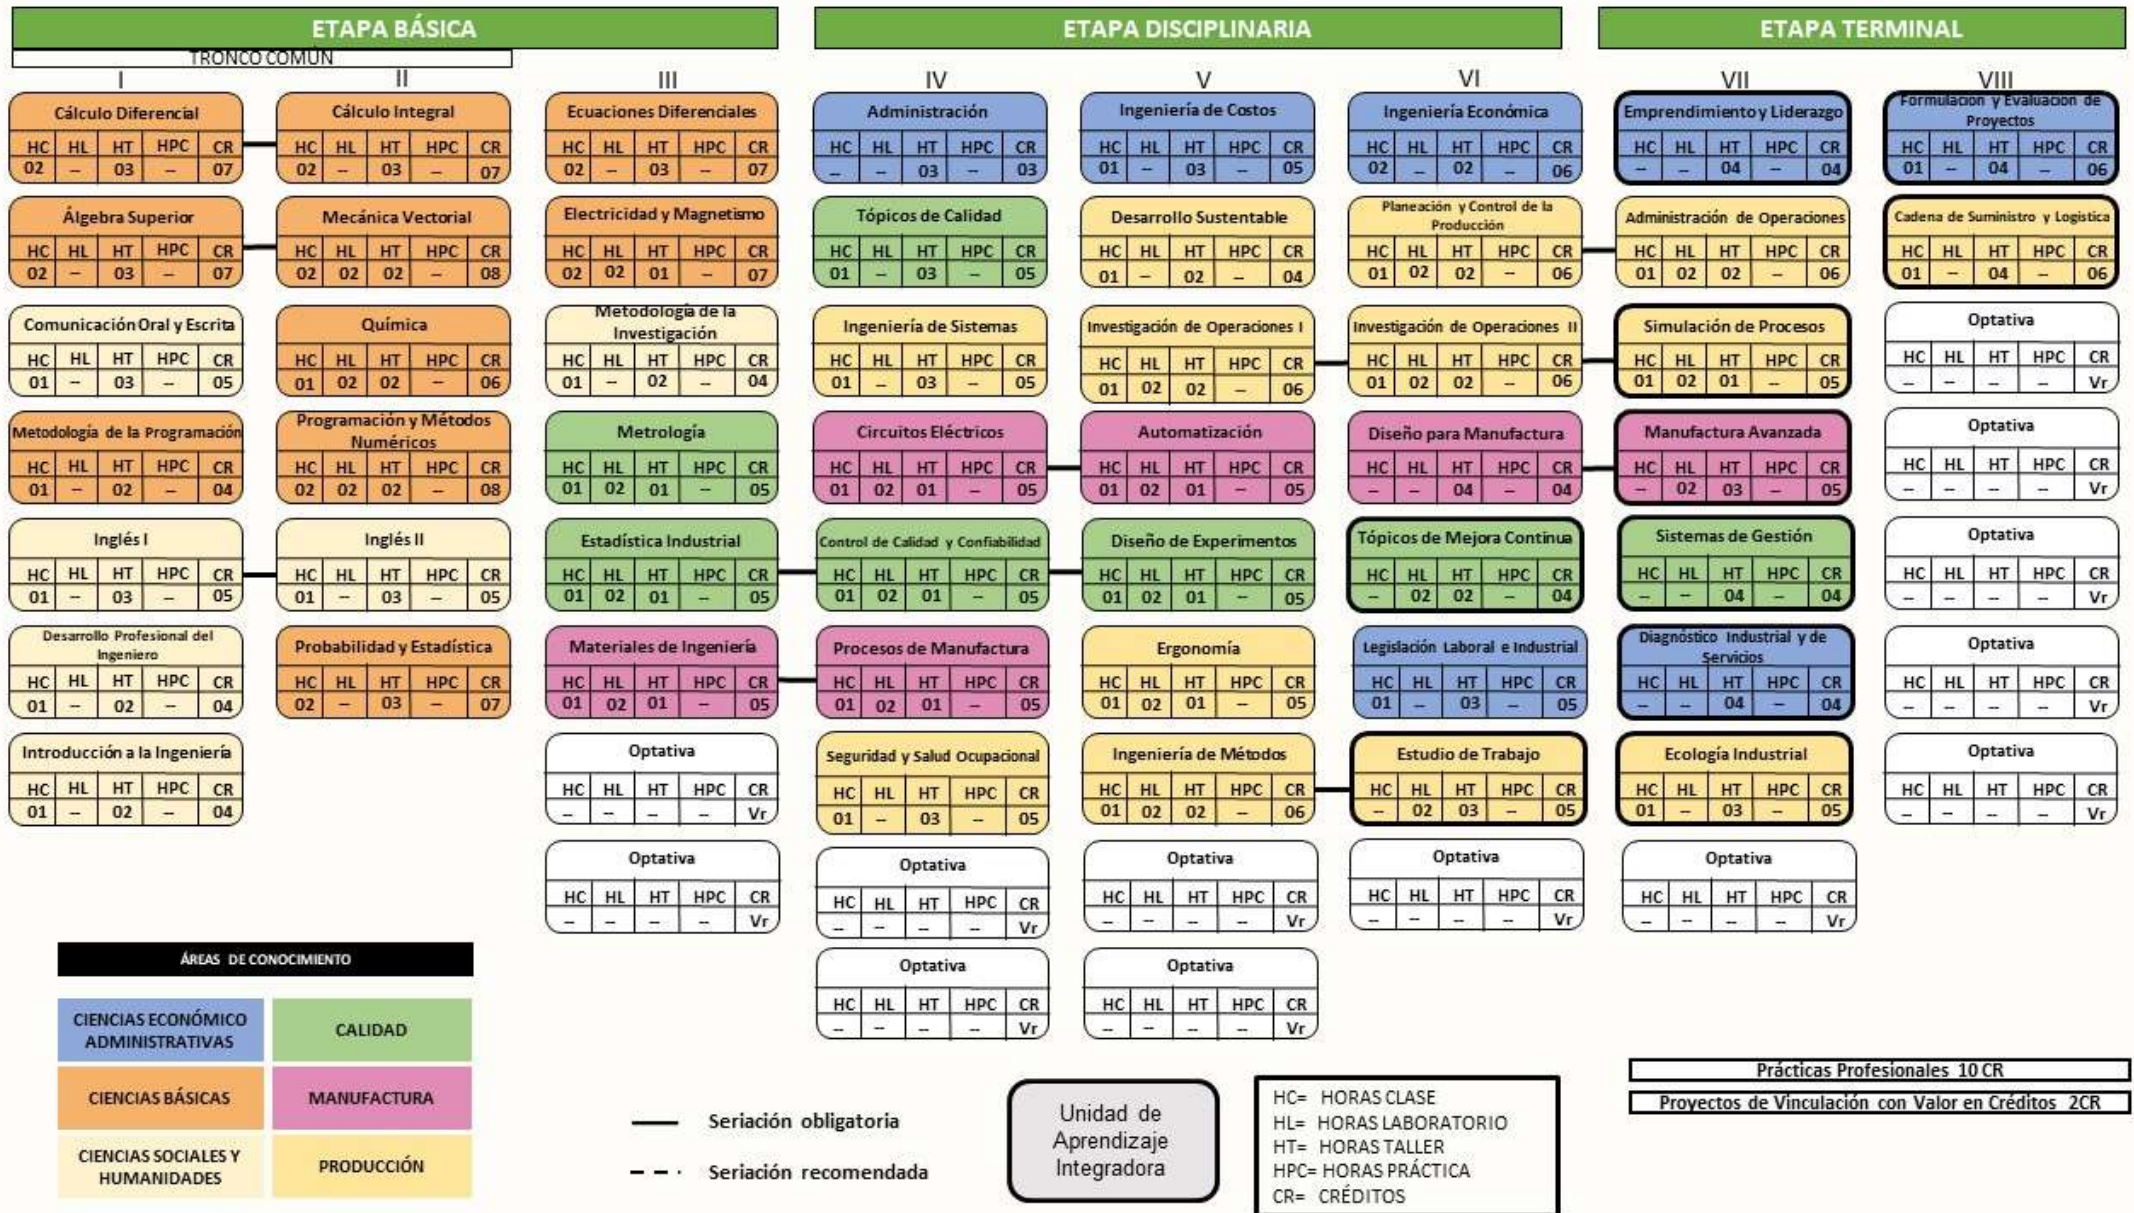 ETAPA BÁSICA
ETAPA DISCIPLINARIA
ETAPA TERMINAL
TRONCO COMÚN
I
II
III
IV
V
VI
VII
VIII
Cálculo Diferencial
HC HL HT HPC CR
02 -- 03 -- 07
Cálculo Integral
HC HL HT HPC CR
02 -- 03 -- 07
Ecuaciones Diferenciales
HC HL HT HPC CR
02 -- 03 -- 07
Administración
HC HL HT HPC CR
-- -- 03 -- 03
Ingeniería de Costos
HC HL HT HPC CR
01 -- 03 -- 05
Ingeniería Económica
HC HL HT HPC CR
02 -- 02 -- 06
Emprendimiento y Liderazgo
HC HL HT HPC CR
-- -- 04 -- 04
Formulación y Evaluación de
Proyectos
HC HL HT HPC CR
01 -- 04 -- 06
Álgebra Superior
HC HL HT HPC CR
02 -- 03 -- 07
Mecánica Vectorial
HC HL HT HPC CR
02 02 02 -- 08
Electricidad y Magnetismo
HC HL HT HPC CR
02 02 01 -- 07
Tópicos de Calidad
HC HL HT HPC CR
01 -- 03 -- 05
Desarrollo Sustentable
HC HL HT HPC CR
01 -- 02 -- 04
Planeación y Control de la
Producción
HC HL HT HPC CR
01 02 02 -- 06
Administración de Operaciones
HC HL HT HPC CR
01 02 02 -- 06
Cadena de Suministro y Logística
HC HL HT HPC CR
01 -- 04 -- 06
Comunicación Oral y Escrita
HC HL HT HPC CR
01 -- 03 -- 05
Química
HC HL HT HPC CR
01 02 02 -- 06
Metodología de la
Investigación
HC HL HT HPC CR
01 -- 02 -- 04
Ingeniería de Sistemas
HC HL HT HPC CR
01 -- 03 -- 05
Investigación de Operaciones I
HC HL HT HPC CR
01 02 02 -- 06
Investigación de Operaciones II
HC HL HT HPC CR
01 02 02 -- 06
Simulación de Procesos
HC HL HT HPC CR
01 02 01 -- 05
Optativa
HC HL HT HPC CR
-- -- -- -- Vr
Metodología de la Programación
HC HL HT HPC CR
01 -- 02 -- 04
Programación y Métodos
Numéricos
HC HL HT HPC CR
02 02 02 -- 08
Metrología
HC HL HT HPC CR
01 02 01 -- 05
Circuitos Eléctricos
HC HL HT HPC CR
01 02 01 -- 05
Automatización
HC HL HT HPC CR
01 02 01 -- 05
Diseño para Manufactura
HC HL HT HPC CR
-- -- 04 -- 04
Manufactura Avanzada
HC HL HT HPC CR
-- 02 03 -- 05
Optativa
HC HL HT HPC CR
-- -- -- -- Vr
Inglés I
HC HL HT HPC CR
01 -- 03 -- 05
Inglés II
HC HL HT HPC CR
01 -- 03 -- 05
Estadística Industrial
HC HL HT HPC CR
01 02 01 -- 05
Control de Calidad y Confiabilidad
HC HL HT HPC CR
01 02 01 -- 05
Diseño de Experimentos
HC HL HT HPC CR
01 02 01 -- 05
Tópicos de Mejora Continua
HC HL HT HPC CR
-- 02 02 -- 04
Sistemas de Gestión
HC HL HT HPC CR
-- -- 04 -- 04
Optativa
HC HL HT HPC CR
-- -- -- -- Vr
Desarrollo Profesional del
Ingeniero
HC HL HT HPC CR
01 -- 02 -- 04
Probabilidad y Estadística
HC HL HT HPC CR
02 -- 03 -- 07
Materiales de Ingeniería
HC HL HT HPC CR
01 02 01 -- 05
Procesos de Manufactura
HC HL HT HPC CR
01 02 01 -- 05
Ergonomía
HC HL HT HPC CR
01 02 01 -- 05
Legislación Laboral e Industrial
HC HL HT HPC CR
01 -- 03 -- 05
Diagnóstico Industrial y de
Servicios
HC HL HT HPC CR
-- -- 04 -- 04
Optativa
HC HL HT HPC CR
-- -- -- -- Vr
Introducción a la Ingeniería
HC HL HT HPC CR
01 -- 02 -- 04
Optativa
HC HL HT HPC CR
-- -- -- -- Vr
Seguridad y Salud Ocupacional
HC HL HT HPC CR
01 -- 03 -- 05
Ingeniería de Métodos
HC HL HT HPC CR
01 02 02 -- 06
Estudio de Trabajo
HC HL HT HPC CR
-- 02 03 -- 05
Ecología Industrial
HC HL HT HPC CR
01 -- 03 -- 05
Optativa
HC HL HT HPC CR
-- -- -- -- Vr
Optativa
HC HL HT HPC CR
-- -- -- -- Vr
Optativa
HC HL HT HPC CR
-- -- -- -- Vr
Optativa
HC HL HT HPC CR
-- -- -- -- Vr
Optativa
HC HL HT HPC CR
-- -- -- -- Vr
Optativa
HC HL HT HPC CR
-- -- -- -- Vr
Optativa
HC HL HT HPC CR
-- -- -- -- Vr
Optativa
HC HL HT HPC CR
-- -- -- -- Vr
ÁREAS DE CONOCIMIENTO
CIENCIAS ECONÓMICO
ADMINISTRATIVAS
CALIDAD
CIENCIAS BÁSICAS
MANUFACTURA
CIENCIAS SOCIALES Y
HUMANIDADES
PRODUCCIÓN
Seriación obligatoria
Seriación recomendada
Unidad de
Aprendizaje
Integradora
HC= HORAS CLASE
HL= HORAS LABORATORIO
HT= HORAS TALLER
HPC= HORAS PRÁCTICA
CR= CRÉDITOS
Prácticas Profesionales 10 CR
Proyectos de Vinculación con Valor en Créditos 2CR